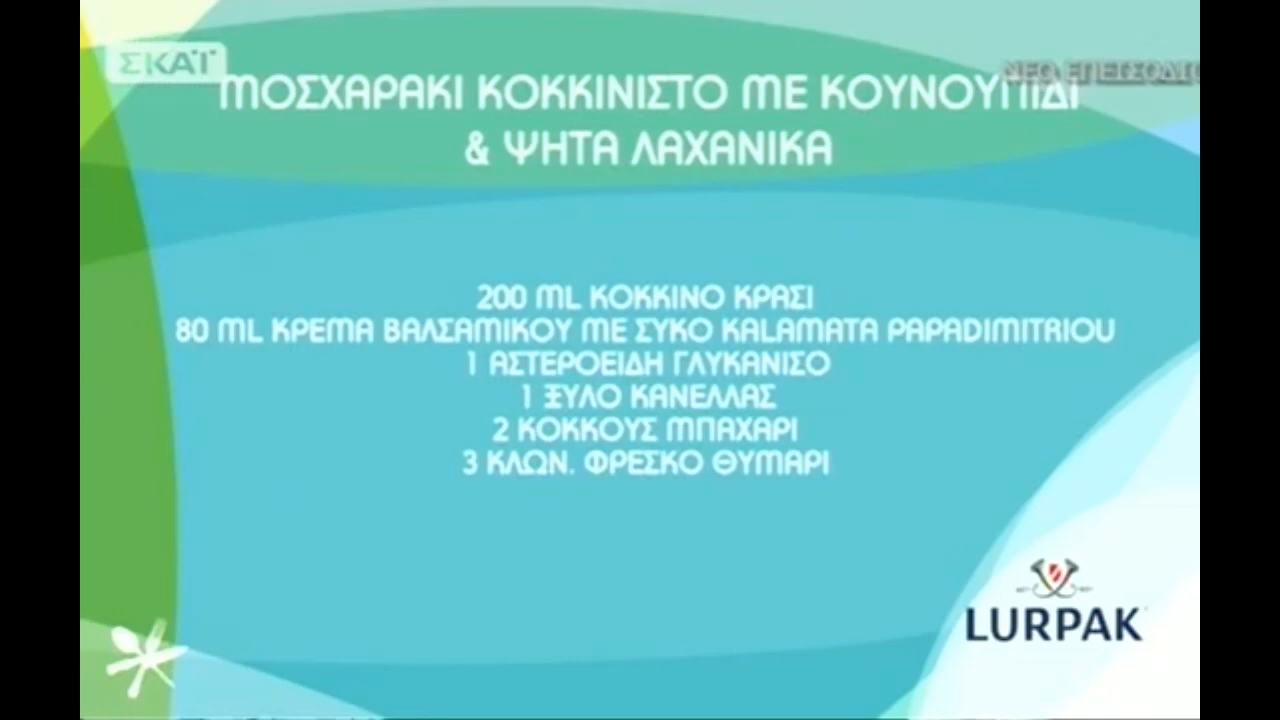 ΣΚΑΪ
ΝΕΟ ΕΠΕΙΣΟΔΙΟ
ΜΟΣΧΑΡΑΚΙ ΚΟΚΚΙΝΙΣΤΟ ΜΕ ΚΟΥΝΟΥΠΙΔΙ
& ΨΗΤΑ ΛΑΧΑΝΙΚΑ
200 ML ΚΟΚΚΙΝΟ ΚΡΑΣΙ
80 ML ΚΡΕΜΑ ΒΑΛΣΑΜΙΚΟΥ ΜΕ ΣΥΚΟ KALAMATA PAPADIMITRIOU
1 ΑΣΤΕΡΟΕΙΔΗ ΓΛΥΚΑΝΙΣΟ
1 ΞΥΛΟ ΚΑΝΕΛΛΑΣ
2 ΚΟΚΚΟΥΣ ΜΠΑΧΑΡΙ
3 ΚΛΩΝ. ΦΡΕΣΚΟ ΘΥΜΑΡΙ
LURPAK